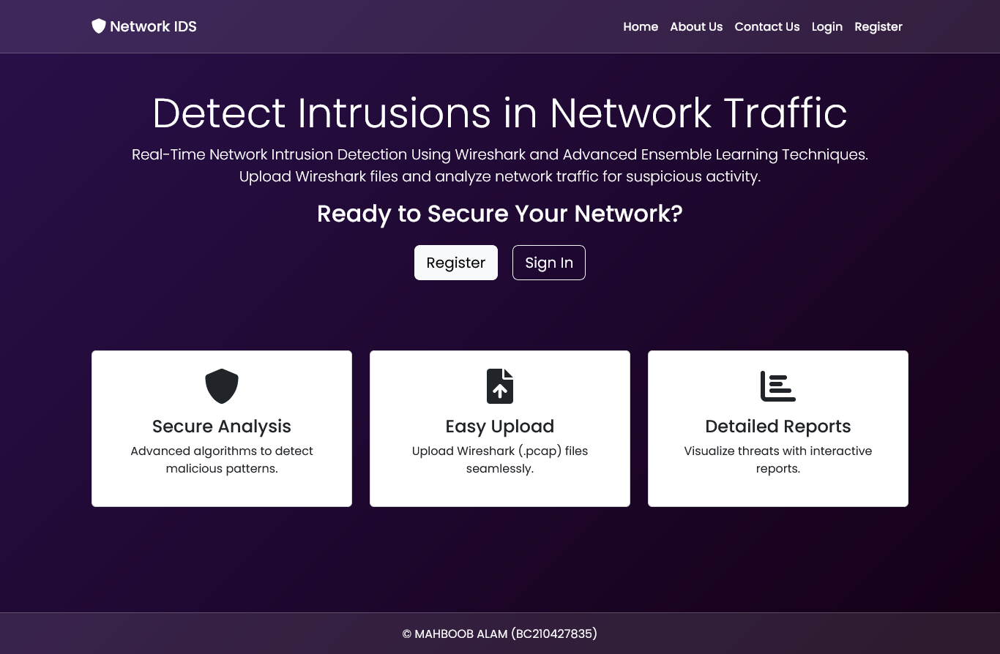 Network IDS
Home About Us Contact Us Login Register
Detect Intrusions in Network Traffic
Real-Time Network Intrusion Detection Using Wireshark and Advanced Ensemble Learning Techniques.
Upload Wireshark files and analyze network traffic for suspicious activity.
Ready to Secure Your Network?
Register
Sign In
Secure Analysis
Advanced algorithms to detect
malicious patterns.
Easy Upload
Upload Wireshark (.pcap) files
seamlessly.
Detailed Reports
Visualize threats with interactive
reports.
© MAHBOOB ALAM (BC210427835)